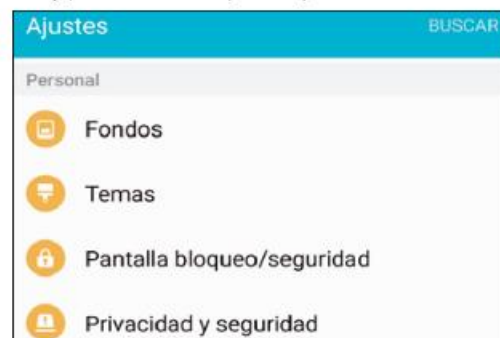 Ajustes BUSCAR
Personal
Fondos
Temas
Pantalla bloqueo/seguridad
Privacidad y seguridad